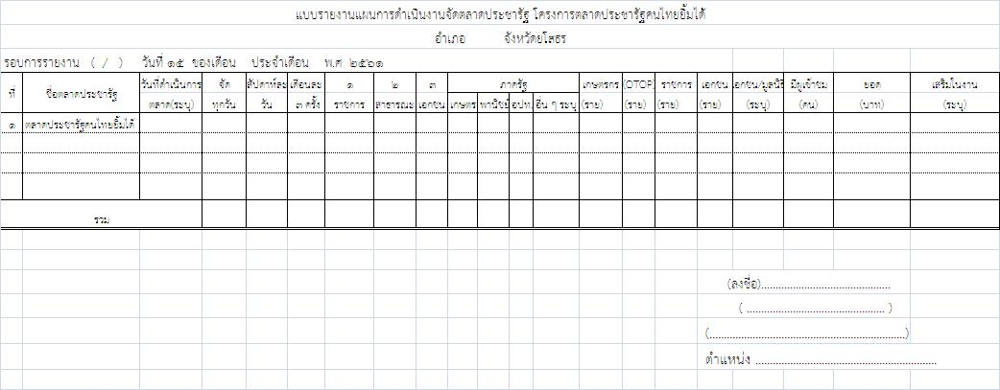 แบบรายงานแผนการดำเนินงานจัดตลาดประชารัฐ โครงการตลาดประชารัฐคนไทยยิ้มได้
อำเภอ จังหวัดยโสธร
รอบการรายงาน ( / ) วันที่ ๑๕ ของเดือน ประจำเดือน พ.ศ ๒๕๖๑
ที่ ชื่อตลาดประชารัฐ วันที่ดำเนินการ จัด สัปดาห์ละ เดือนละ ๑ ๒ ๓ ภาครัฐ เกษตรกร (OTOP) ราชการ เอกชน เอกชน/มูลนิธิ มีผู้เข้าชม ยอด เสริมในงาน
ตลาด(ระบุ) ทุกวัน วัน ๓ ครั้ง ราชการ สาธารณะ เอกชน เกษตร พานิชย์ อปท. อื่น ๆ ระบุ (ราย) (ราย) (ราย) (ราย) (ระบุ) (คน) (บาท) (ระบุ)
๑ ตลาดประชารัฐคนไทยยิ้มได้
รวม
(ลงชื่อ).............................................
( ................................................ )
(.....................................................................)
ตำแหน่ง ...............................................................